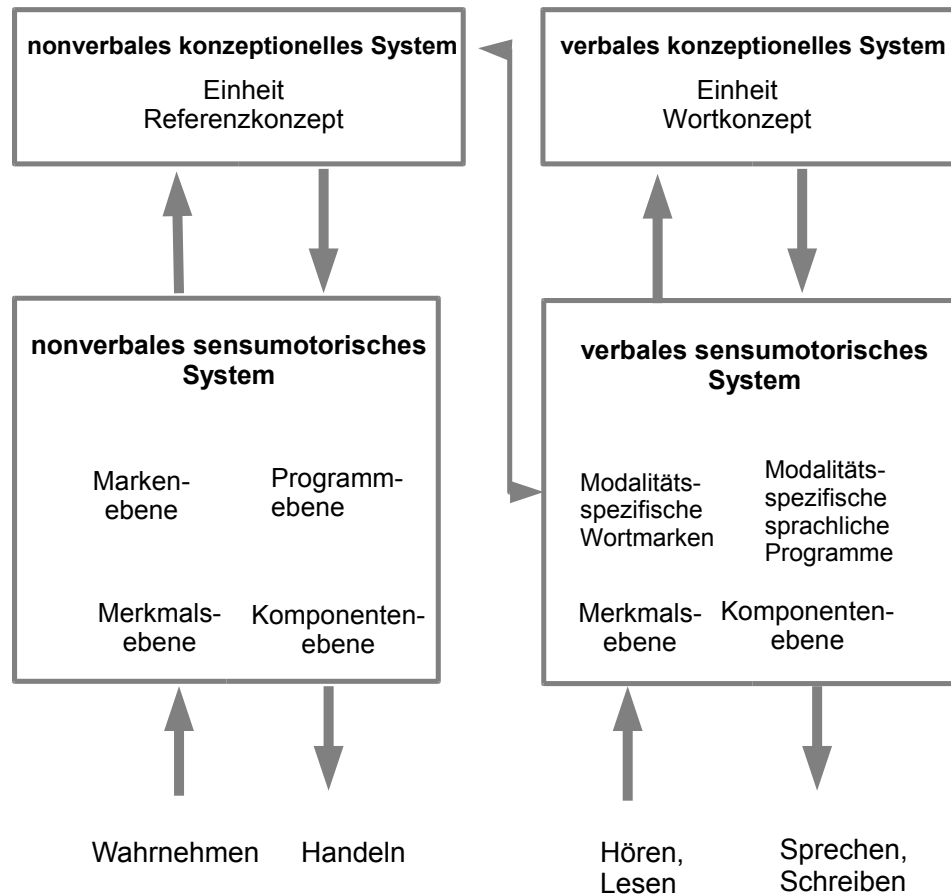 nonverbales konzeptionelles System
Einheit
Referenzkonzept
verbales konzeptionelles System
Einheit
Wortkonzept
nonverbales sensumotorisches
System
Marken-
ebene
Programm-
ebene
Merkmals-
ebene
Komponenten-
ebene
verbales sensumotorisches
System
Modalitäts-
spezifische
Wortmarken
Modalitäts-
spezifische
sprachliche
Programme
Merkmals-
ebene
Komponenten-
ebene
Wahrnehmen
Handeln
Hören,
Lesen
Sprechen,
Schreiben